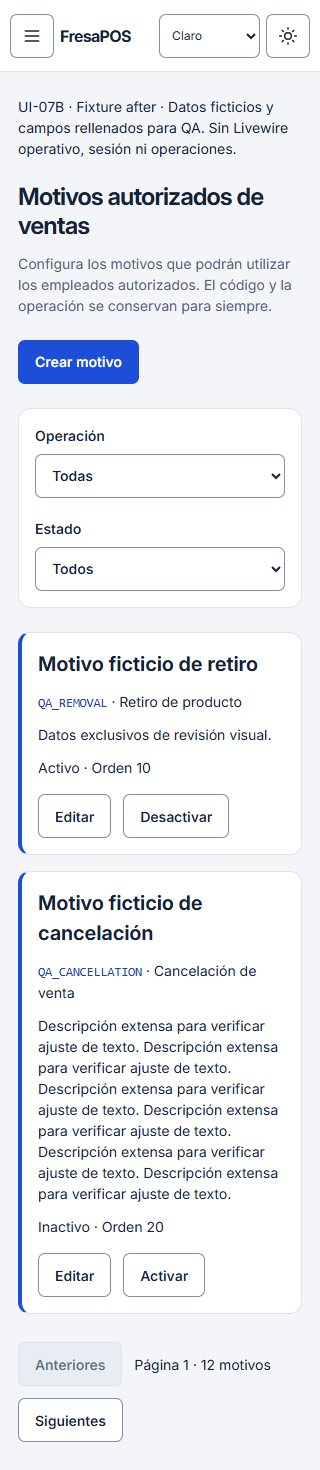 FresaPOS
Claro
UI-07B · Fixture after · Datos ficticios y
campos rellenados para QA. Sin Livewire
operativo, sesión ni operaciones.
Motivos autorizados de
ventas
Configura los motivos que podrán utilizar
los empleados autorizados. El código y la
operación se conservan para siempre.
Crear motivo
Operación
Todas
Estado
Todos
Motivo ficticio de retiro
QA_REMOVAL · Retiro de producto
Datos exclusivos de revisión visual.
Activo · Orden 10
Editar
Desactivar
Motivo ficticio de
cancelación
QA_CANCELLATION · Cancelación de
venta
Descripción extensa para verificar
ajuste de texto. Descripción extensa
para verificar ajuste de texto.
Descripción extensa para verificar
ajuste de texto. Descripción extensa
para verificar ajuste de texto.
Descripción extensa para verificar
ajuste de texto. Descripción extensa
para verificar ajuste de texto.
Inactivo · Orden 20
Editar
Activar
Anteriores
Página 1 · 12 motivos
Siguientes